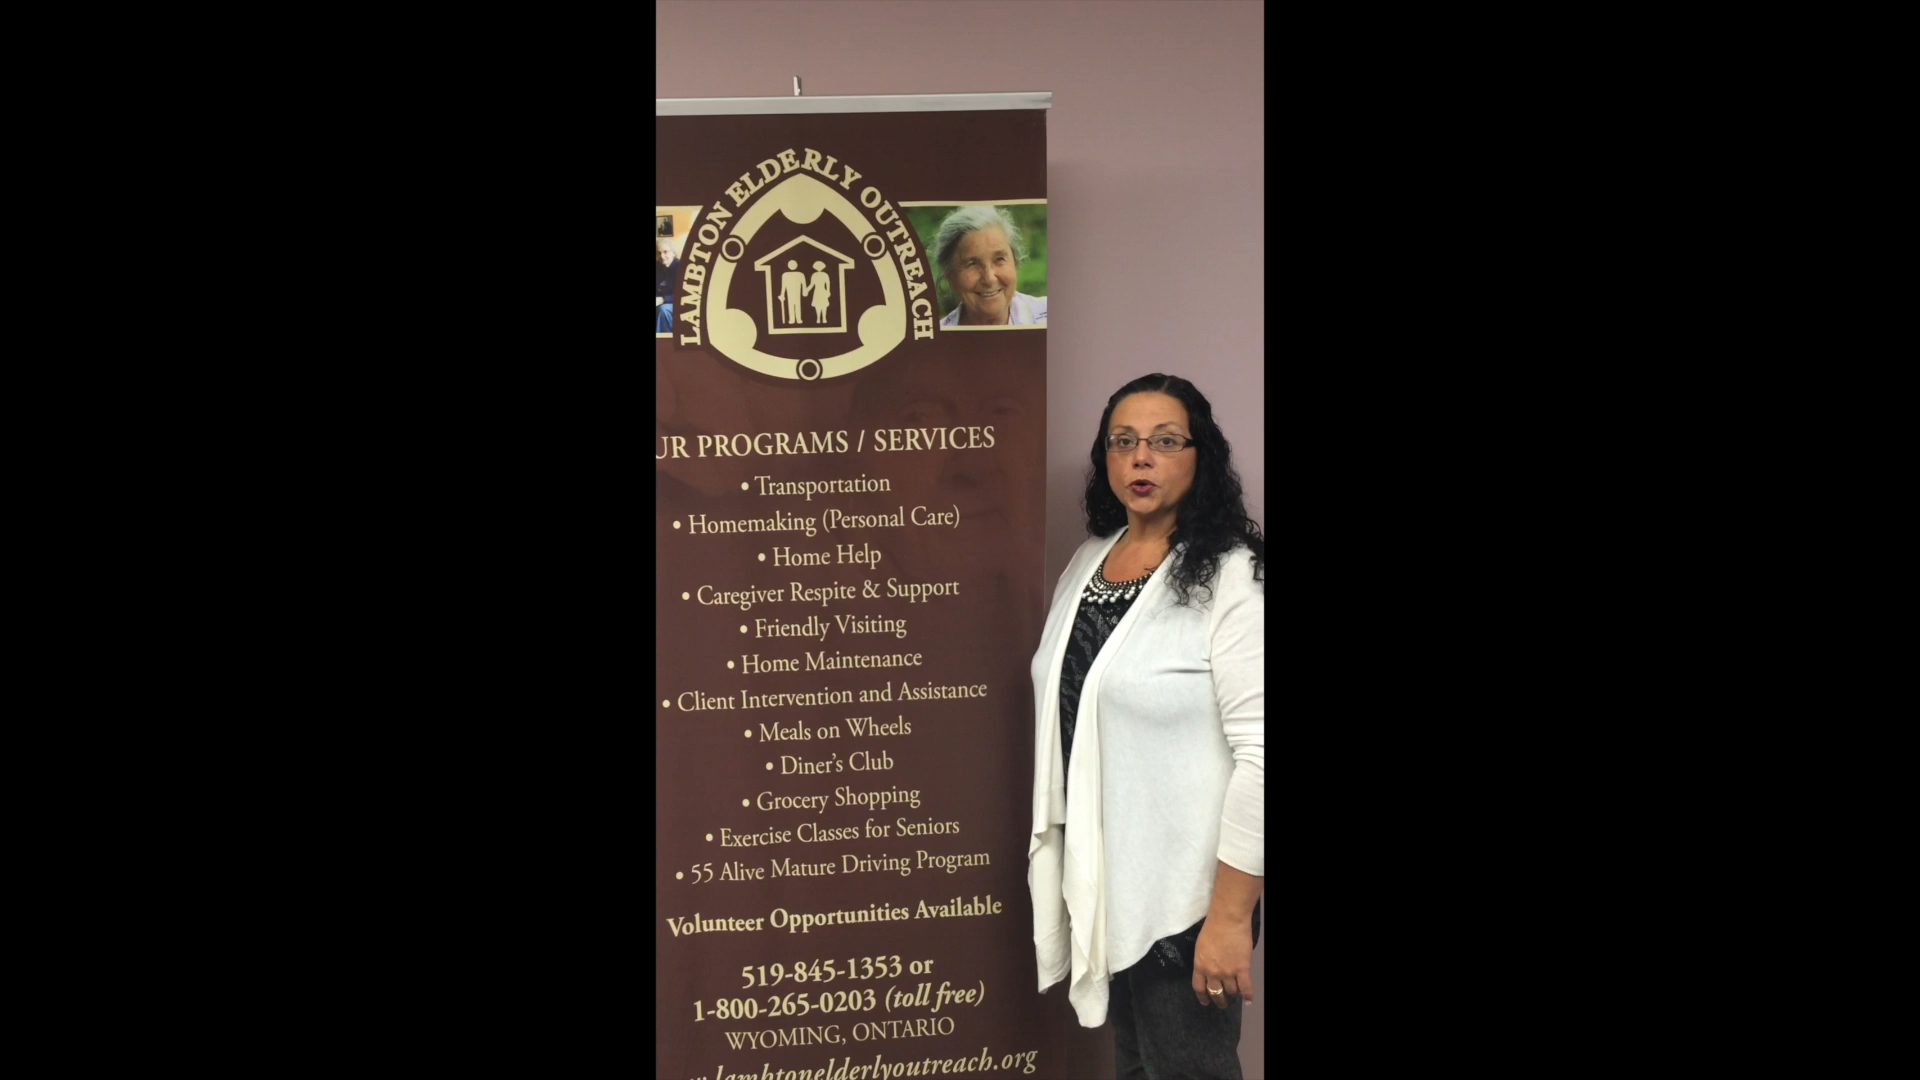 LAMBTON ELDERLY OUTREACH
UR PROGRAMS / SERVICES
• Transportation
• Homemaking (Personal Care)
• Home Help
• Caregiver Respite & Support
• Friendly Visiting
• Home Maintenance
• Client Intervention and Assistance
• Meals on Wheels
• Diner's Club
• Grocery Shopping
• Exercise Classes for Seniors
• 55 Alive Mature Driving Program
Volunteer Opportunities Available
519-845-1353 or
1-800-265-0203 (toll free)
WYOMING, ONTARIO
lambtonelderlyoutreach.org